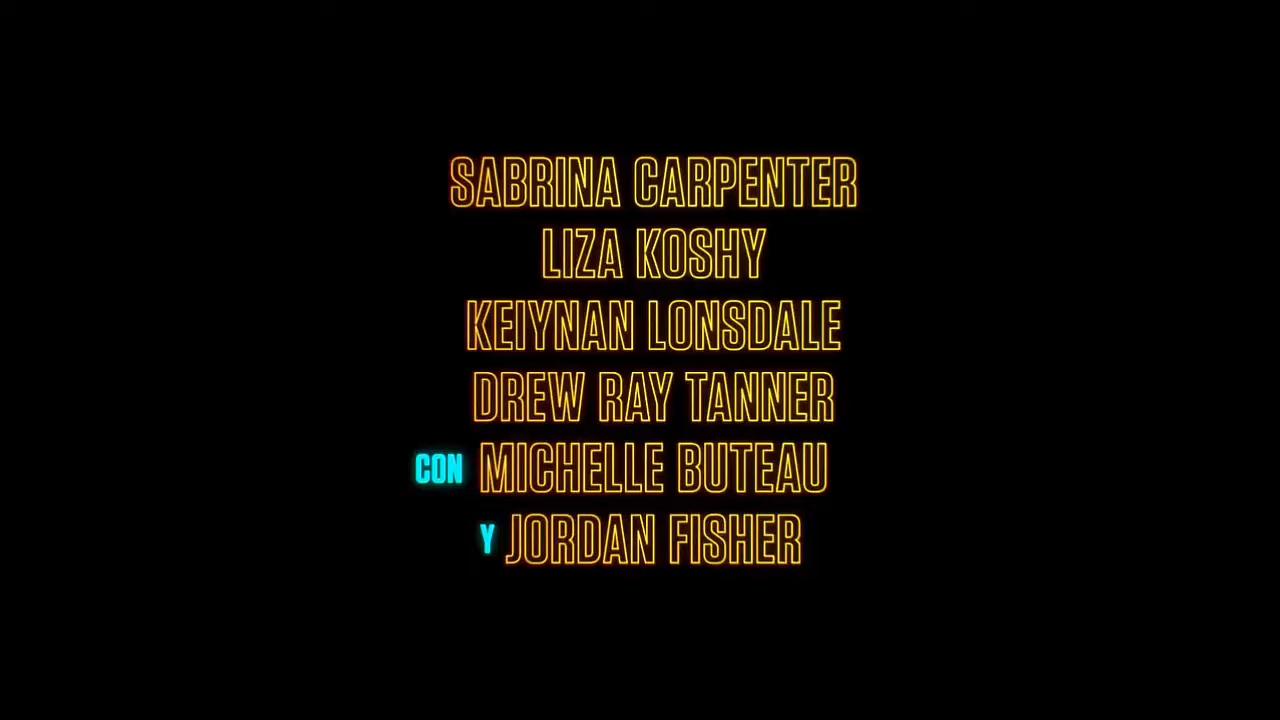 SABRINA CARPENTER
LIZA KOSHY
KEIYNAN LONSDALE
DREW RAY TANNER
CON MICHELLE BUTEAU
Y JORDAN FISHER